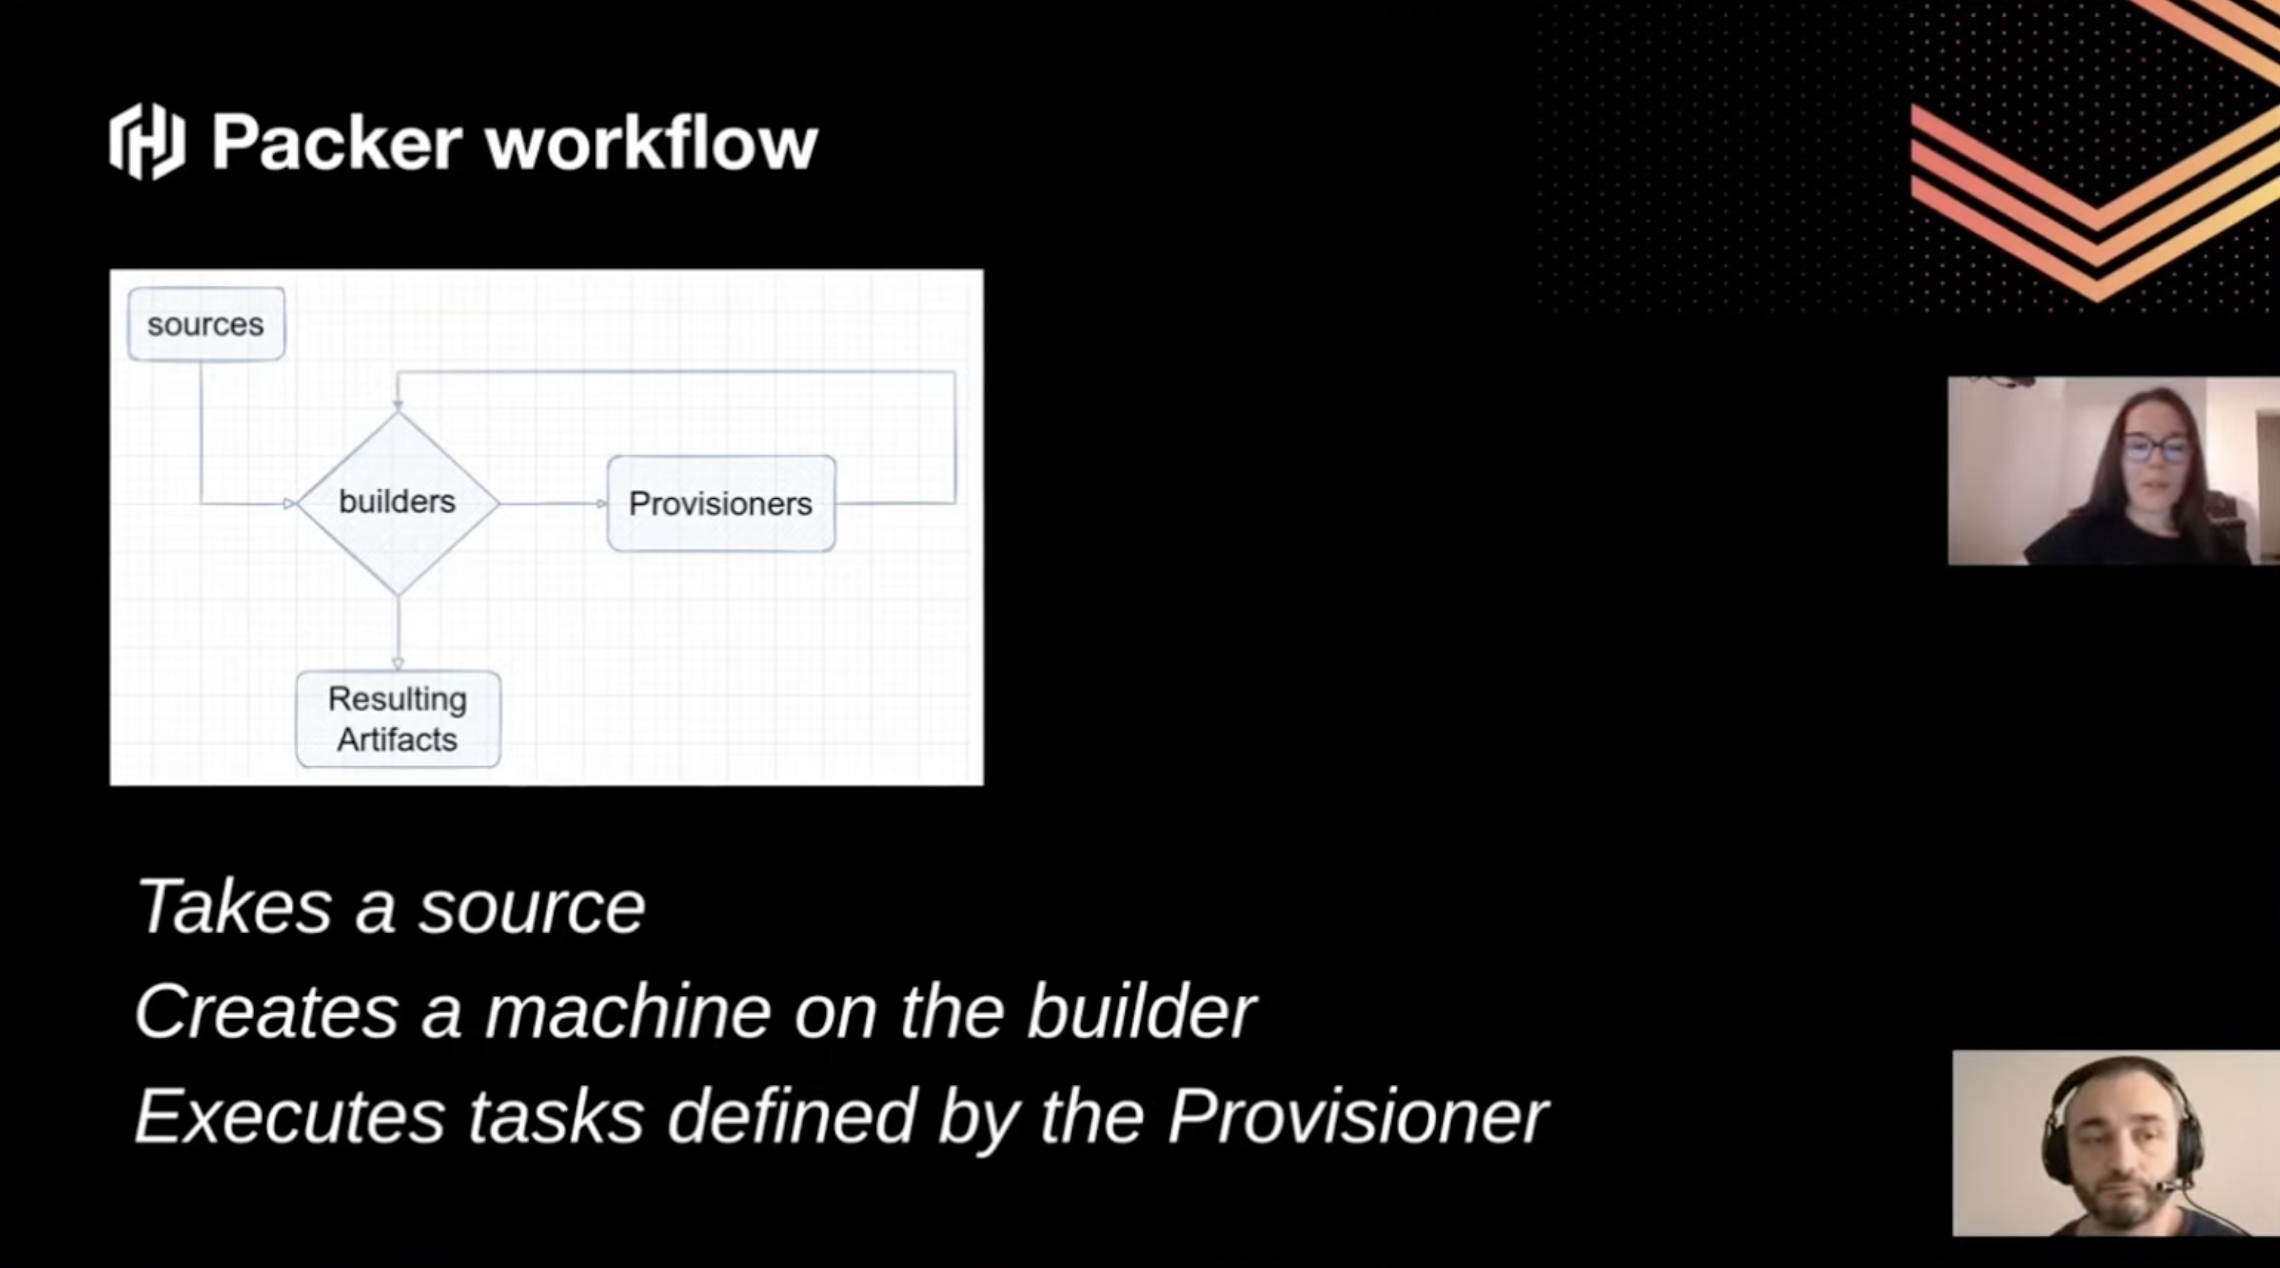 Packer workflow
sources
builders
Provisioners
Resulting
Artifacts
Takes a source
Creates a machine on the builder
Executes tasks defined by the Provisioner